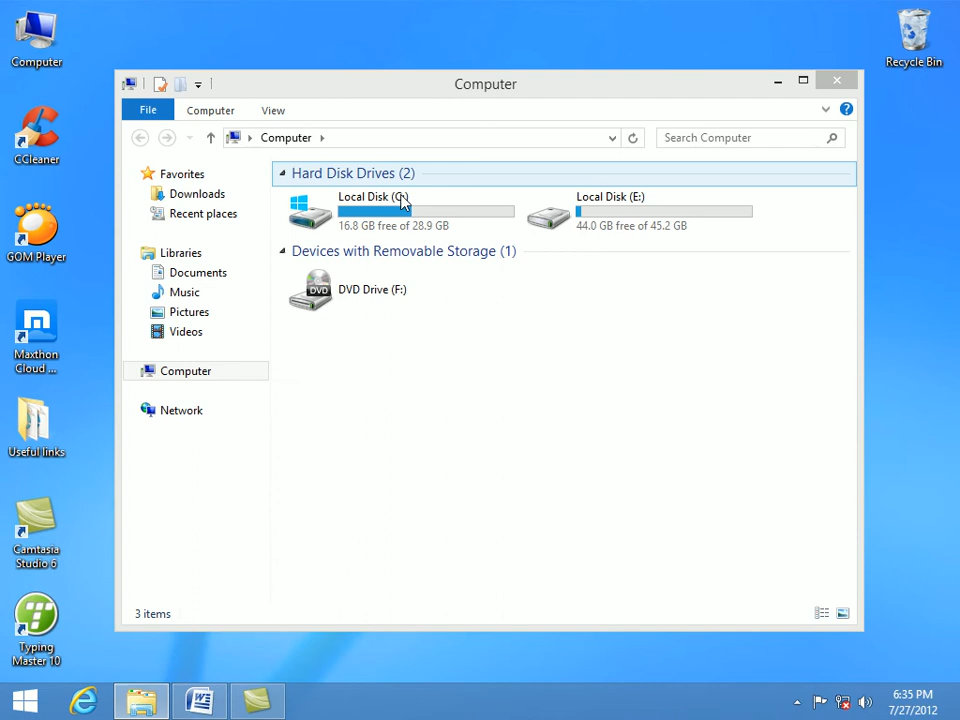 Computer
CCleaner
GOM Player
Maxthon
Cloud ...
Useful links
Camtasia
Studio 6
Typing
Master 10
Recycle Bin
Computer
File
Computer
View
Computer
Search Computer
Favorites
Downloads
Recent places
Libraries
Documents
Music
Pictures
Videos
Computer
Network
Hard Disk Drives (2)
Local Disk (C:)
16.8 GB free of 28.9 GB
Local Disk (E:)
44.0 GB free of 45.2 GB
Devices with Removable Storage (1)
DVD
DVD Drive (F:)
3 items
6:35 PM
7/27/2012